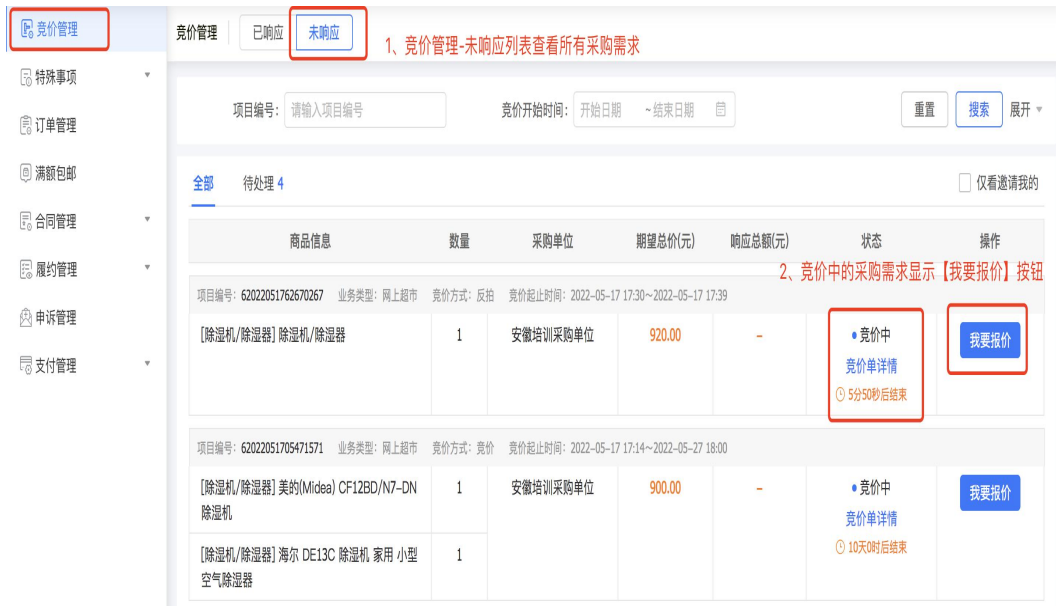 竞价管理
特殊事项
订单管理
满额包邮
合同管理
履约管理
申诉管理
支付管理
竞价管理 已响应 未响应
1、竞价管理-未响应列表查看所有采购需求
项目编号: 请输入项目编号 竞价开始时间: 开始日期 ~结束日期 重置 搜索 展开
全部 待处理 4 仅看邀请我的
商品信息 数量 采购单位 期望总价(元) 响应总额(元) 状态 操作
2、竞价中的采购需求显示【我要报价】按钮
项目编号: 62022051762670267 业务类型: 网上超市 竞价方式: 反拍 竞价起止时间: 2022-05-17 17:30~2022-05-17 17:39
[除湿机/除湿器] 除湿机/除湿器 1 安徽培训采购单位 920.00 – 竞价中 我要报价
竞价单详情
5分50秒后结束
项目编号: 62022051705471571 业务类型: 网上超市 竞价方式: 竞价 竞价起止时间: 2022-05-17 17:14~2022-05-27 18:00
[除湿机/除湿器] 美的(Midea) CF12BD/N7-DN 1 安徽培训采购单位 900.00 – 竞价中 我要报价
除湿机
竞价单详情
10天0时后结束
[除湿机/除湿器] 海尔 DE13C 除湿机 家用 小型 1
空气除湿器